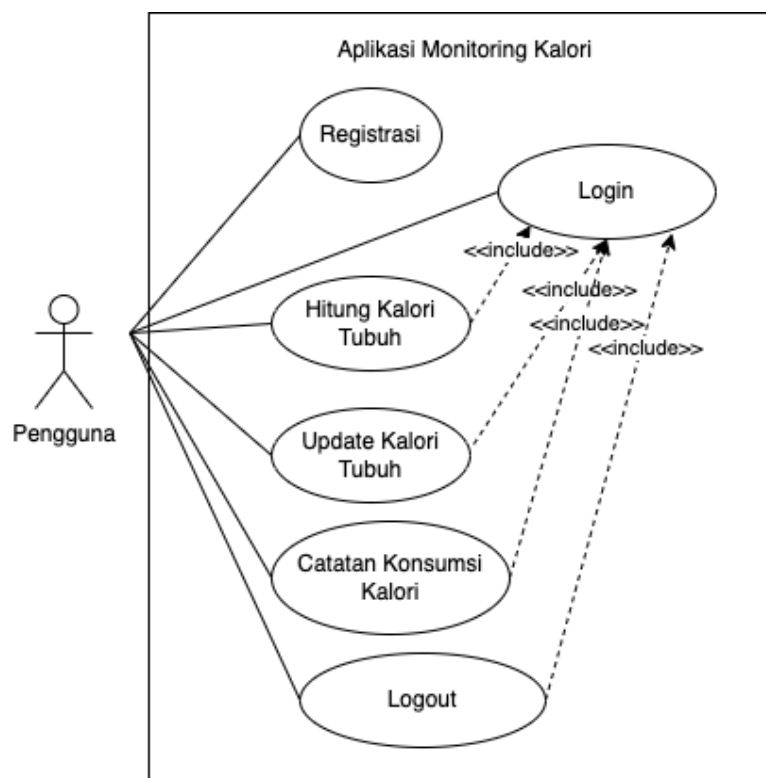 Aplikasi Monitoring Kalori
Registrasi
Login
<<include>>
Hitung Kalori
Tubuh
<<include>>
<<include>>
<<include>>
Pengguna
Update Kalori
Tubuh
Catatan Konsumsi
Kalori
Logout